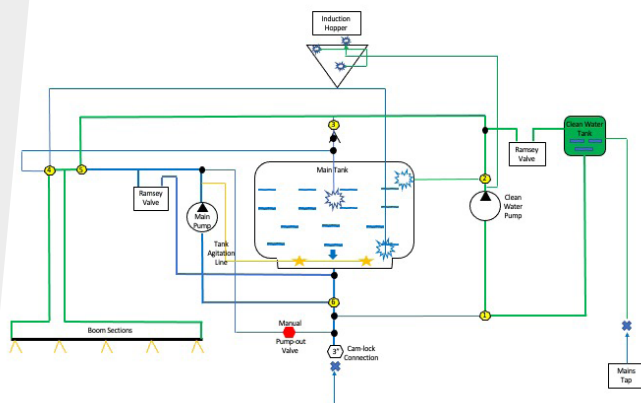 Induction
Hopper
3
Clean Water
Tank
4
5
Main Tank
Ramsey
Valve
2
Ramsey
Valve
Main
Pump
Clean
Water
Pump
Tank
Agitation
Line
6
1
Boom Sections
Manual
Pump-out
Valve
3"
Cam-lock
Connection
Mains
Tap